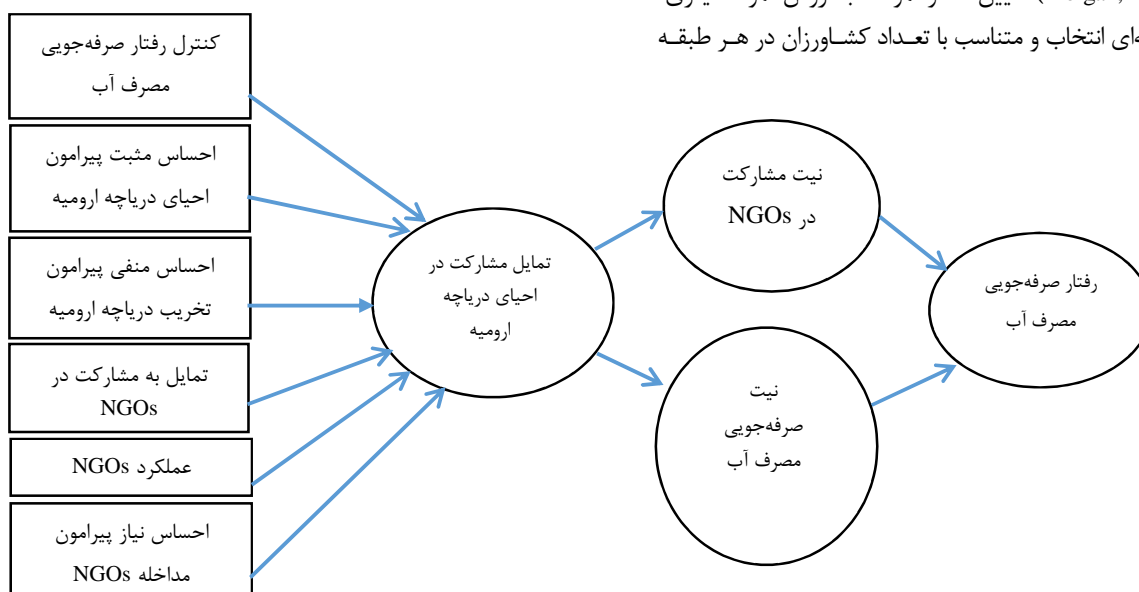 ه‌ای انتخاب و متناسب با تعـداد کشـاورزان در هـر طبقـه
کنترل رفتار صرفه‌جویی
مصرف آب
احساس مثبت پیرامون
احیای دریاچه ارومیه
احساس منفی پیرامون
تخریب دریاچه ارومیه
تمایل به مشارکت در
NGOs
عملکرد NGOs
احساس نیاز پیرامون
مداخله NGOs
تمایل مشارکت در
احیای دریاچه
ارومیه
نیت مشارکت
در NGOs
نیت
صرفه‌جویی
مصرف آب
رفتار صرفه‌جویی
مصرف آب